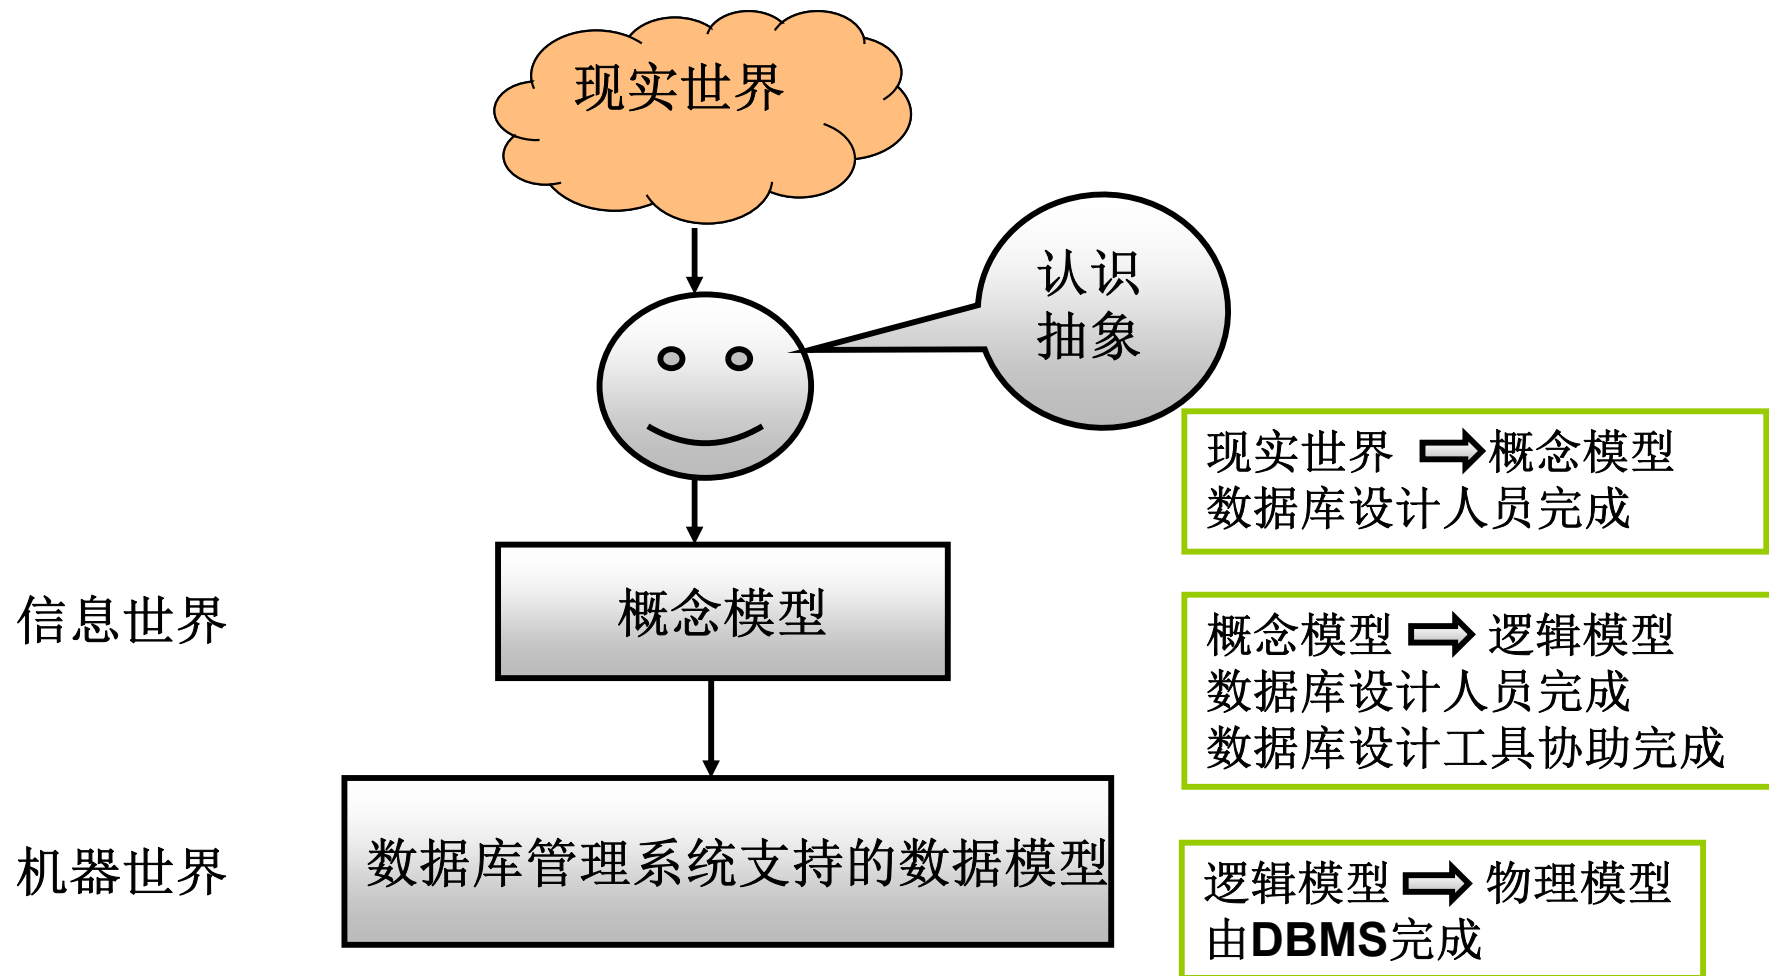 现实世界
认识
抽象
现实世界 概念模型
数据库设计人员完成
信息世界
概念模型
概念模型 逻辑模型
数据库设计人员完成
数据库设计工具协助完成
机器世界
数据库管理系统支持的数据模型
逻辑模型 物理模型
由DBMS完成